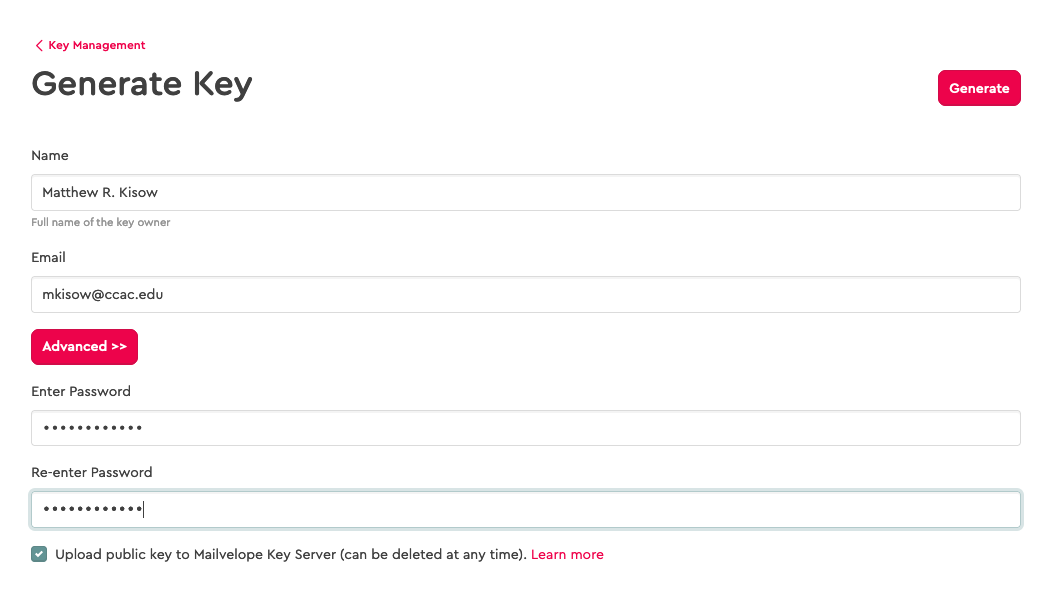 Key Management
Generate Key
Generate
Name
Matthew R. Kisow
Full name of the key owner
Email
mkisow@ccac.edu
Advanced >>
Enter Password
••••••••••••
Re-enter Password
••••••••••••
Upload public key to Mailvelope Key Server (can be deleted at any time). Learn more